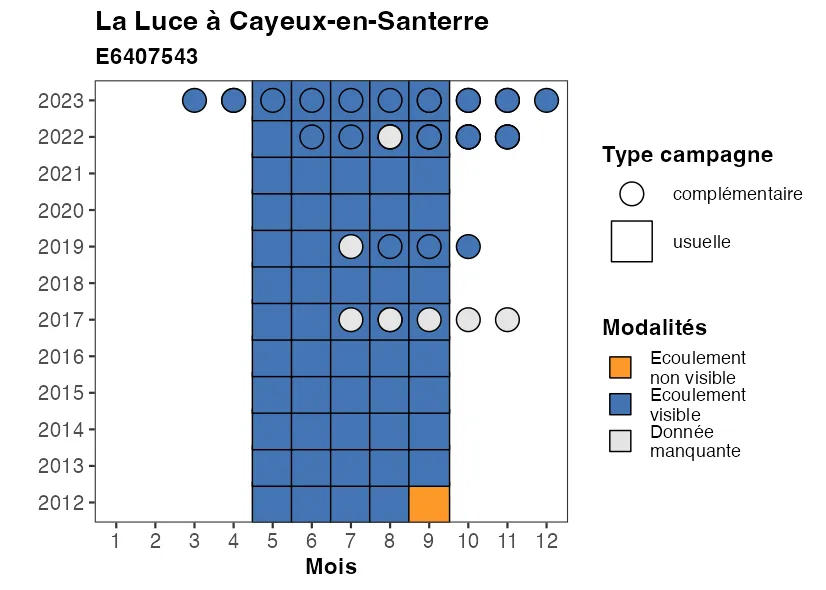 La Luce à Cayeux-en-Santerre
E6407543
2023
2022
2021
2020
2019
2018
2017
2016
2015
2014
2013
2012
1 2 3 4 5 6 7 8 9 10 11 12
Mois
Type campagne
complémentaire
usuelle
Modalités
Ecoulement
non visible
Ecoulement
visible
Donnée
manquante